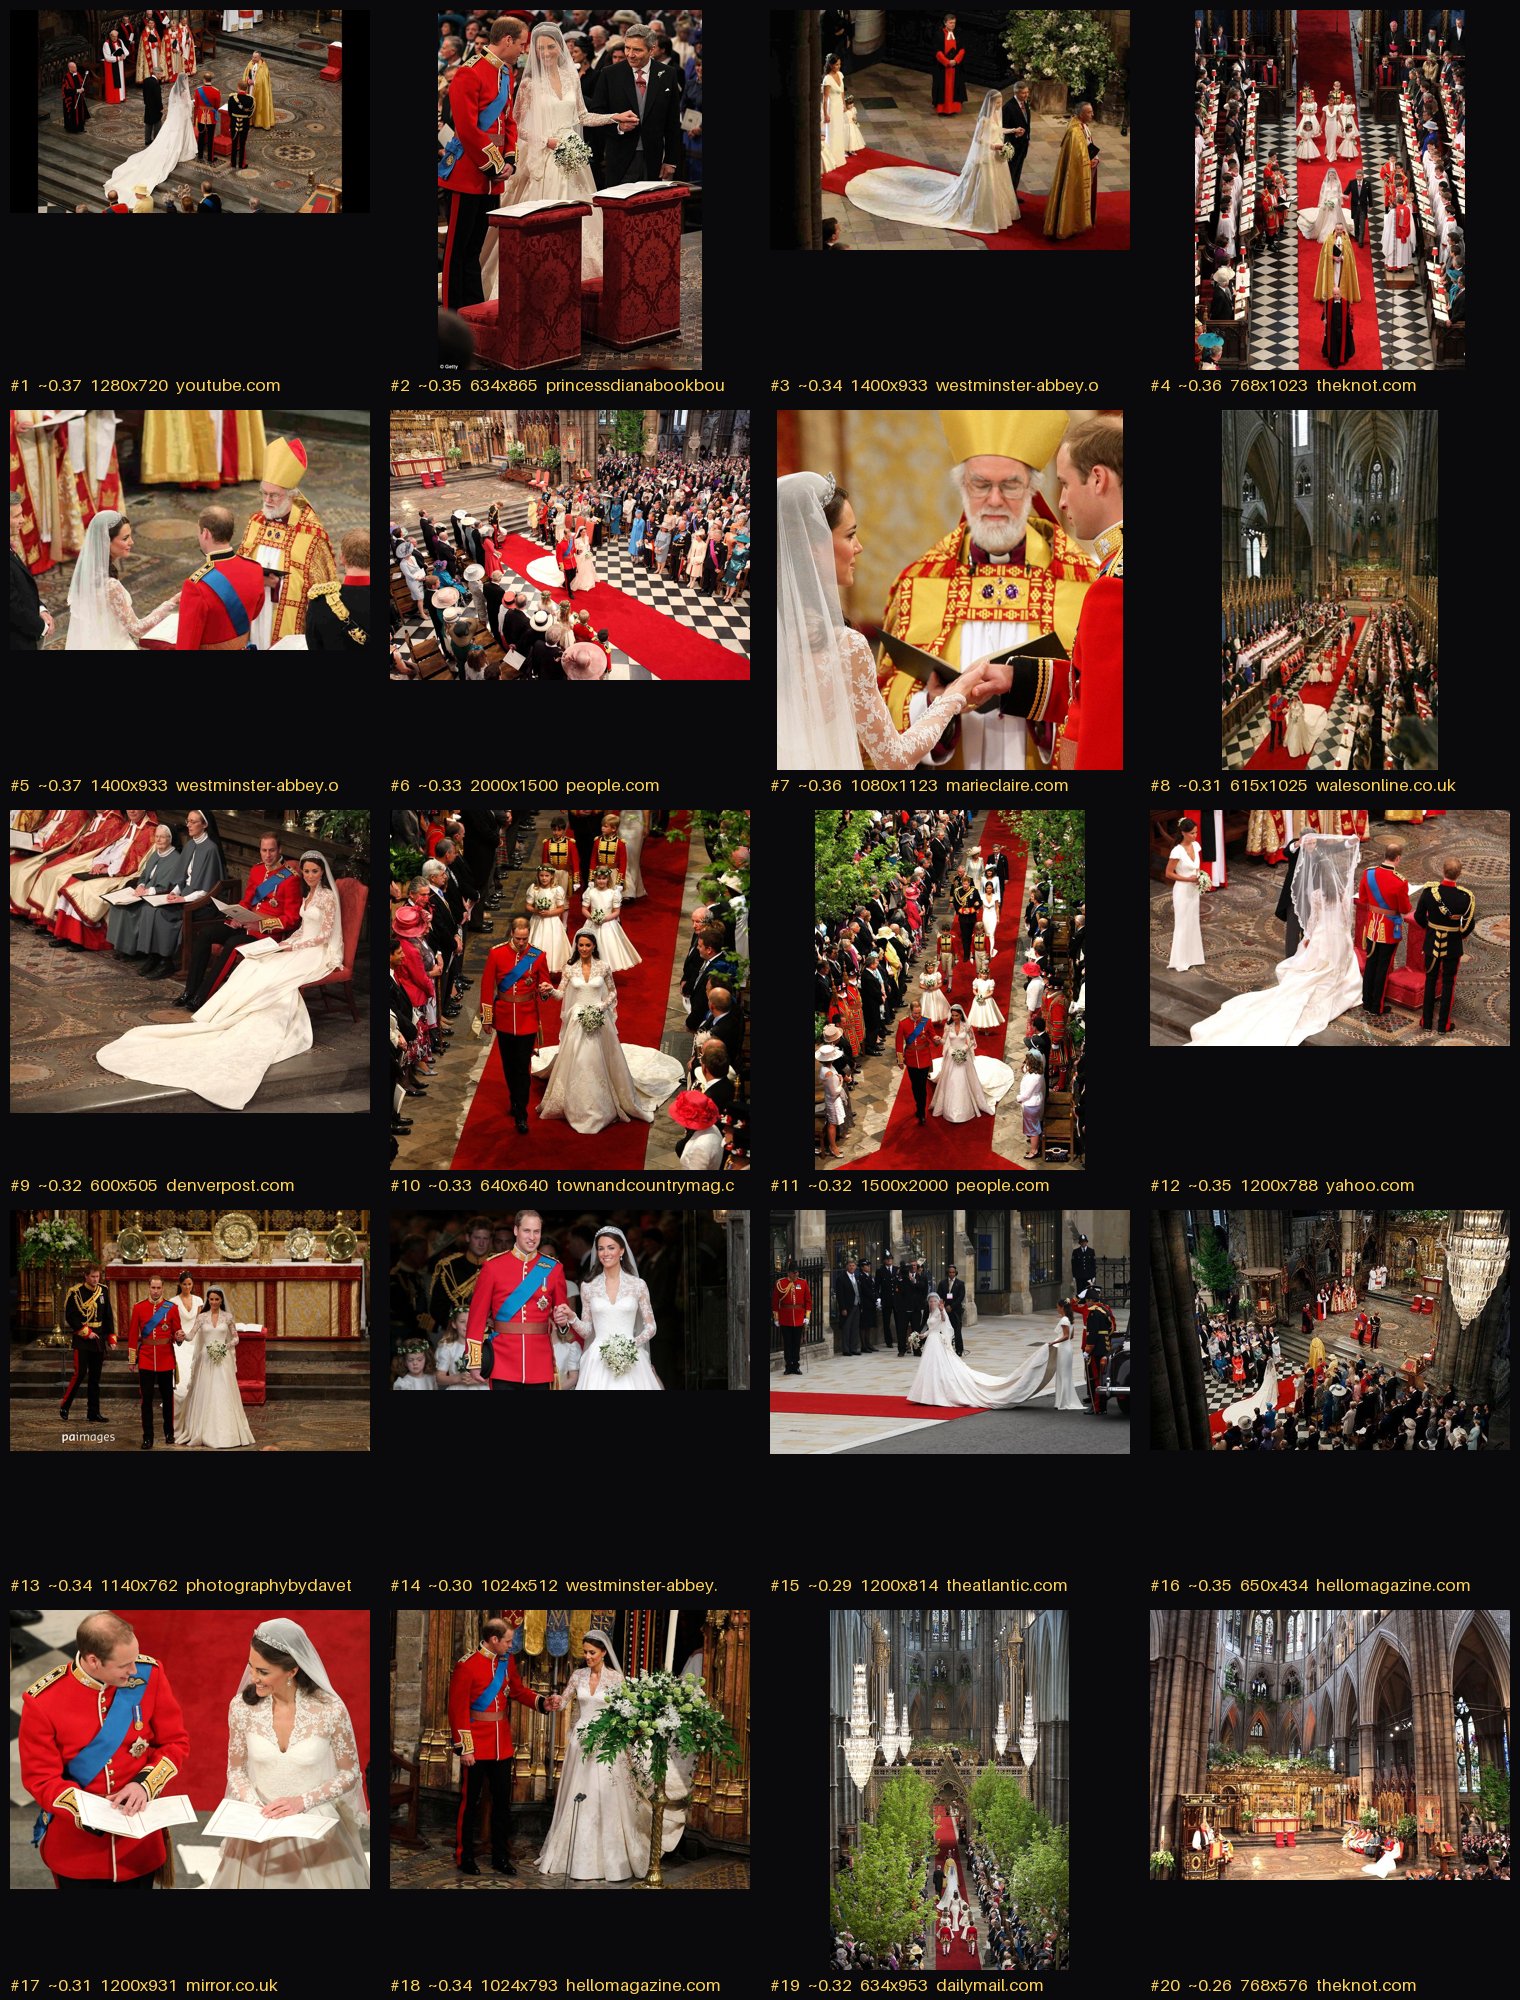 © Getty
#1 ~0.37 1280x720 youtube.com
#2 ~0.35 634x865 princessdianabookbou
#3 ~0.34 1400x933 westminster-abbey.o
#4 ~0.36 768x1023 theknot.com
#5 ~0.37 1400x933 westminster-abbey.o
#6 ~0.33 2000x1500 people.com
#7 ~0.36 1080x1123 marieclaire.com
#8 ~0.31 615x1025 walesonline.co.uk
#9 ~0.32 600x505 denverpost.com
#10 ~0.33 640x640 townandcountrymag.c
#11 ~0.32 1500x2000 people.com
#12 ~0.35 1200x788 yahoo.com
paimages
#13 ~0.34 1140x762 photographybydavet
#14 ~0.30 1024x512 westminster-abbey.
#15 ~0.29 1200x814 theatlantic.com
#16 ~0.35 650x434 hellomagazine.com
#17 ~0.31 1200x931 mirror.co.uk
#18 ~0.34 1024x793 hellomagazine.com
#19 ~0.32 634x953 dailymail.com
#20 ~0.26 768x576 theknot.com